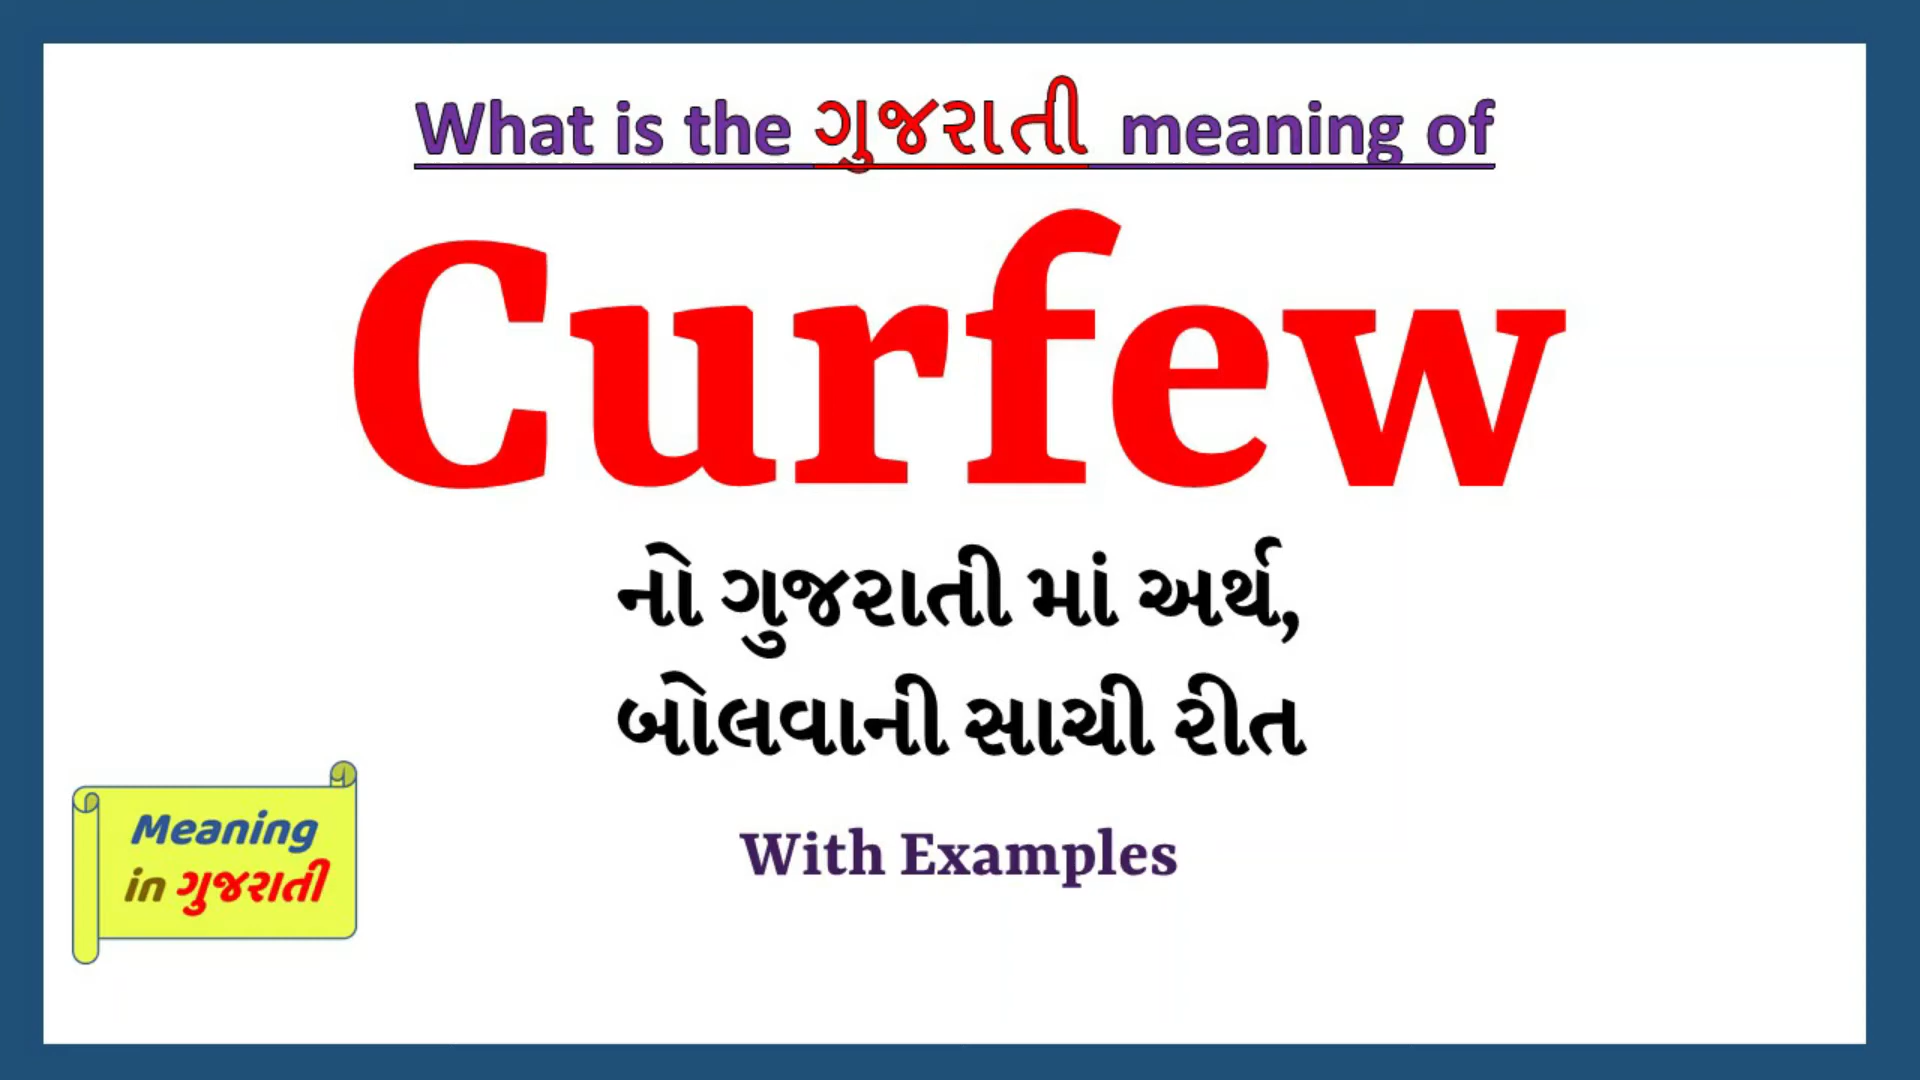 What is the ગુજરાતી meaning of
Curfew
નો ગુજરાતી માં અર્થ,
બોલવાની સાચી રીત
With Examples
Meaning
in ગુજરાતી